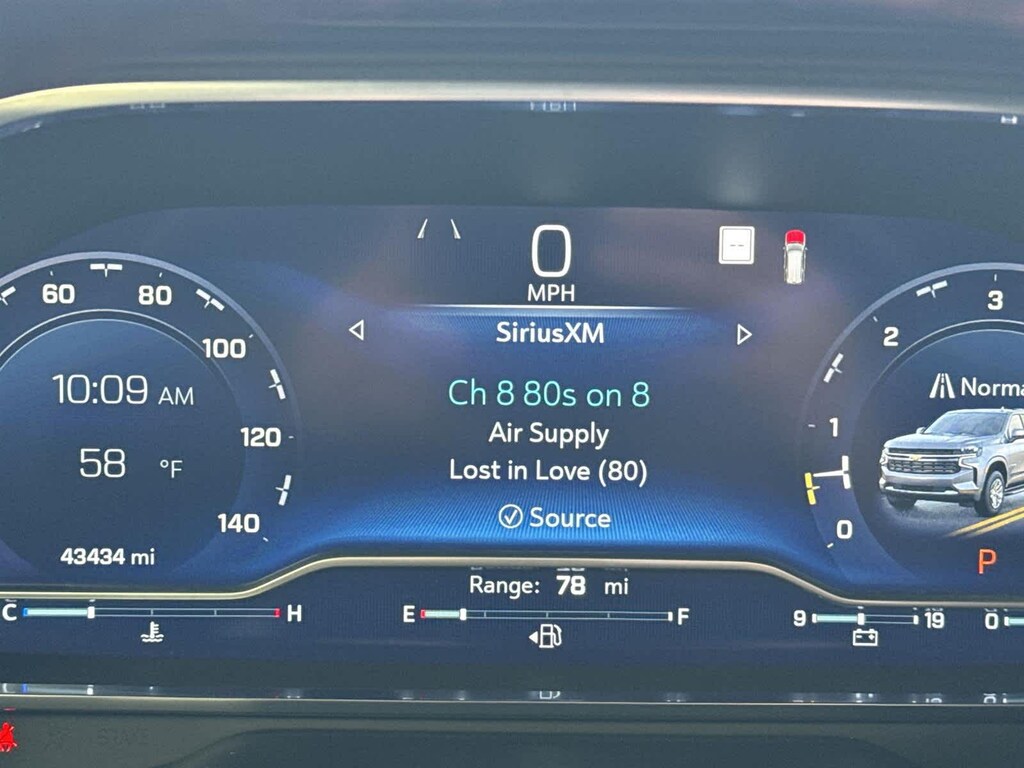 0
MPH
SiriusXM
Ch 8 80s on 8
Air Supply
Lost in Love (80)
Source
60
80
100
120
140
10:09 AM
58 °F
43434 mi
3
2
1
0
P
Range: 78 mi
C H
E F
9 19
0